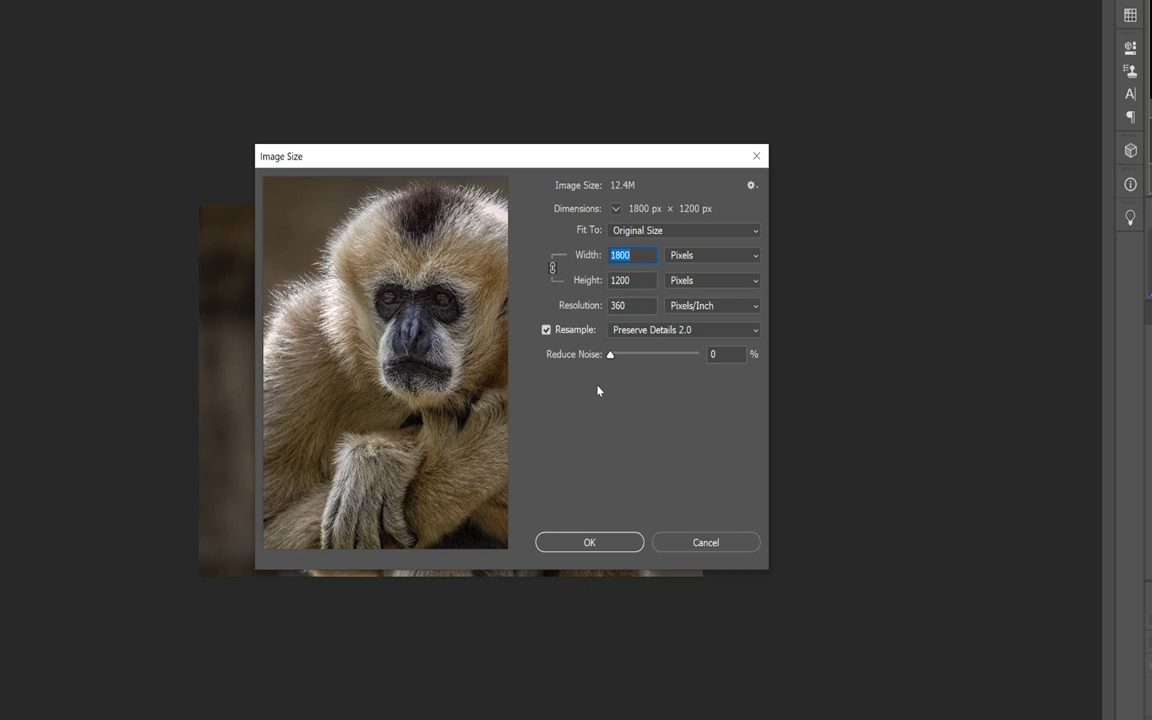 Image Size
Image Size: 12.4M
Dimensions: 1800 px × 1200 px
Fit To: Original Size
Width: 1800 Pixels
Height: 1200 Pixels
Resolution: 360 Pixels/Inch
Resample: Preserve Details 2.0
Reduce Noise: 0 %
OK Cancel